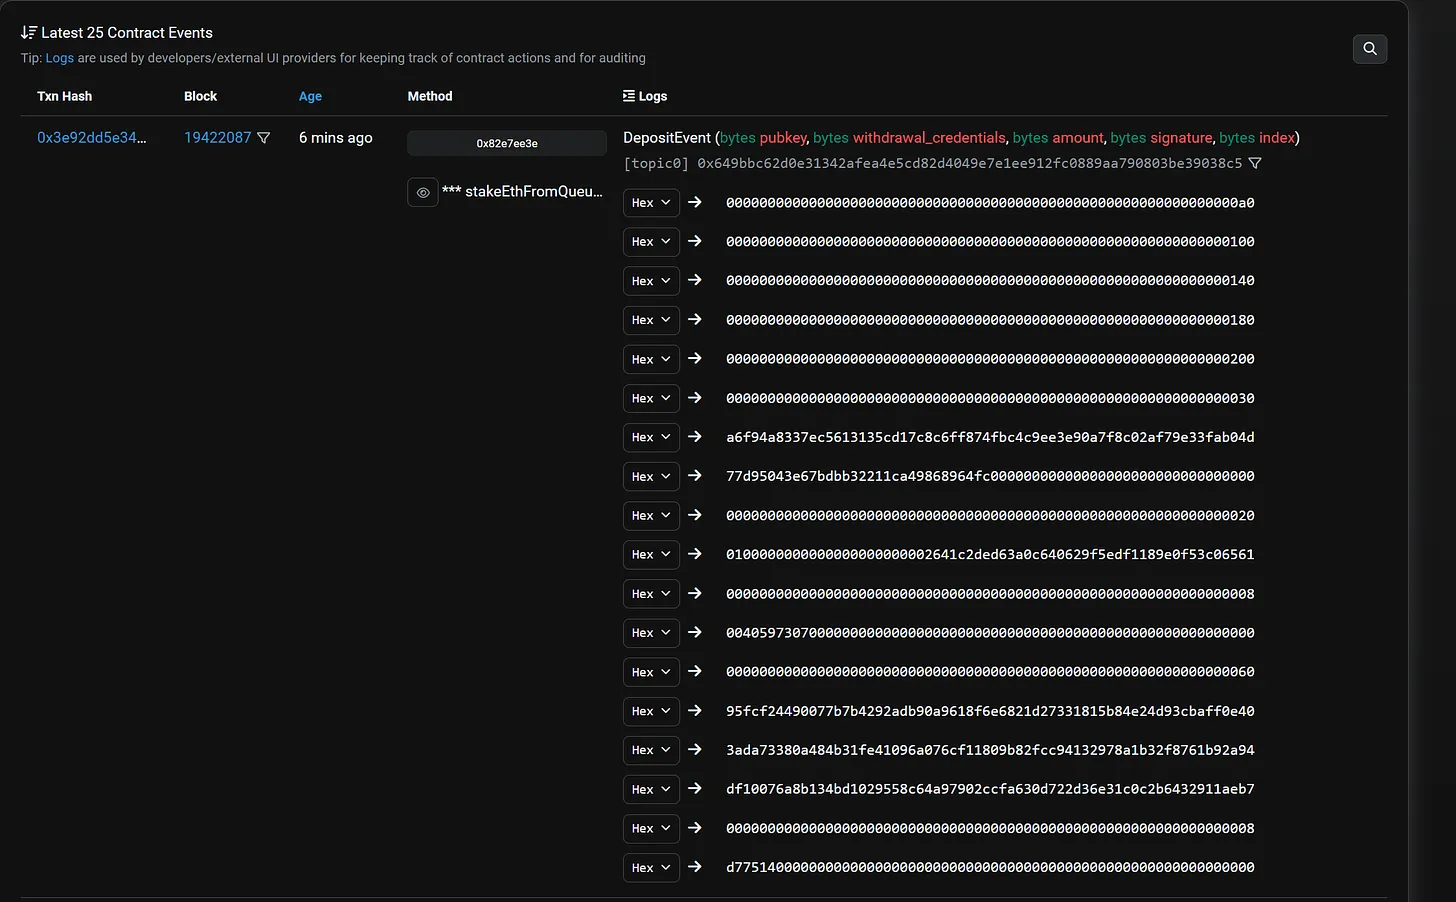 Latest 25 Contract Events
Tip: Logs are used by developers/external UI providers for keeping track of contract actions and for auditing
Txn Hash Block Age Method Logs
0x3e92dd5e34... 19422087 6 mins ago 0x82e7ee3e DepositEvent (bytes pubkey, bytes withdrawal_credentials, bytes amount, bytes signature, bytes index)
[topic0] 0x649bbc62d0e31342afea4e5cd82d4049e7e1ee912fc0889aa790803be39038c5
*** stakeEthFromQueu...
Hex → 00000000000000000000000000000000000000000000000000000000000000a0
Hex → 0000000000000000000000000000000000000000000000000000000000000100
Hex → 0000000000000000000000000000000000000000000000000000000000000140
Hex → 0000000000000000000000000000000000000000000000000000000000000180
Hex → 0000000000000000000000000000000000000000000000000000000000000200
Hex → 0000000000000000000000000000000000000000000000000000000000000030
Hex → a6f94a8337ec5613135cd17c8c6ff874fbc4c9ee3e90a7f8c02af79e33fab04d
Hex → 77d95043e67bdbb32211ca49868964fc00000000000000000000000000000000
Hex → 0000000000000000000000000000000000000000000000000000000000000020
Hex → 0100000000000000000000002641c2ded63a0c640629f5edf1189e0f53c06561
Hex → 0000000000000000000000000000000000000000000000000000000000000008
Hex → 0040597307000000000000000000000000000000000000000000000000000000
Hex → 0000000000000000000000000000000000000000000000000000000000000060
Hex → 95fcf24490077b7b4292adb90a9618f6e6821d27331815b84e24d93cbaff0e40
Hex → 3ada73380a484b31fe41096a076cf11809b82fcc94132978a1b32f8761b92a94
Hex → df10076a8b134bd1029558c64a97902ccfa630d722d36e31c0c2b6432911aeb7
Hex → 0000000000000000000000000000000000000000000000000000000000000008
Hex → d775140000000000000000000000000000000000000000000000000000000000